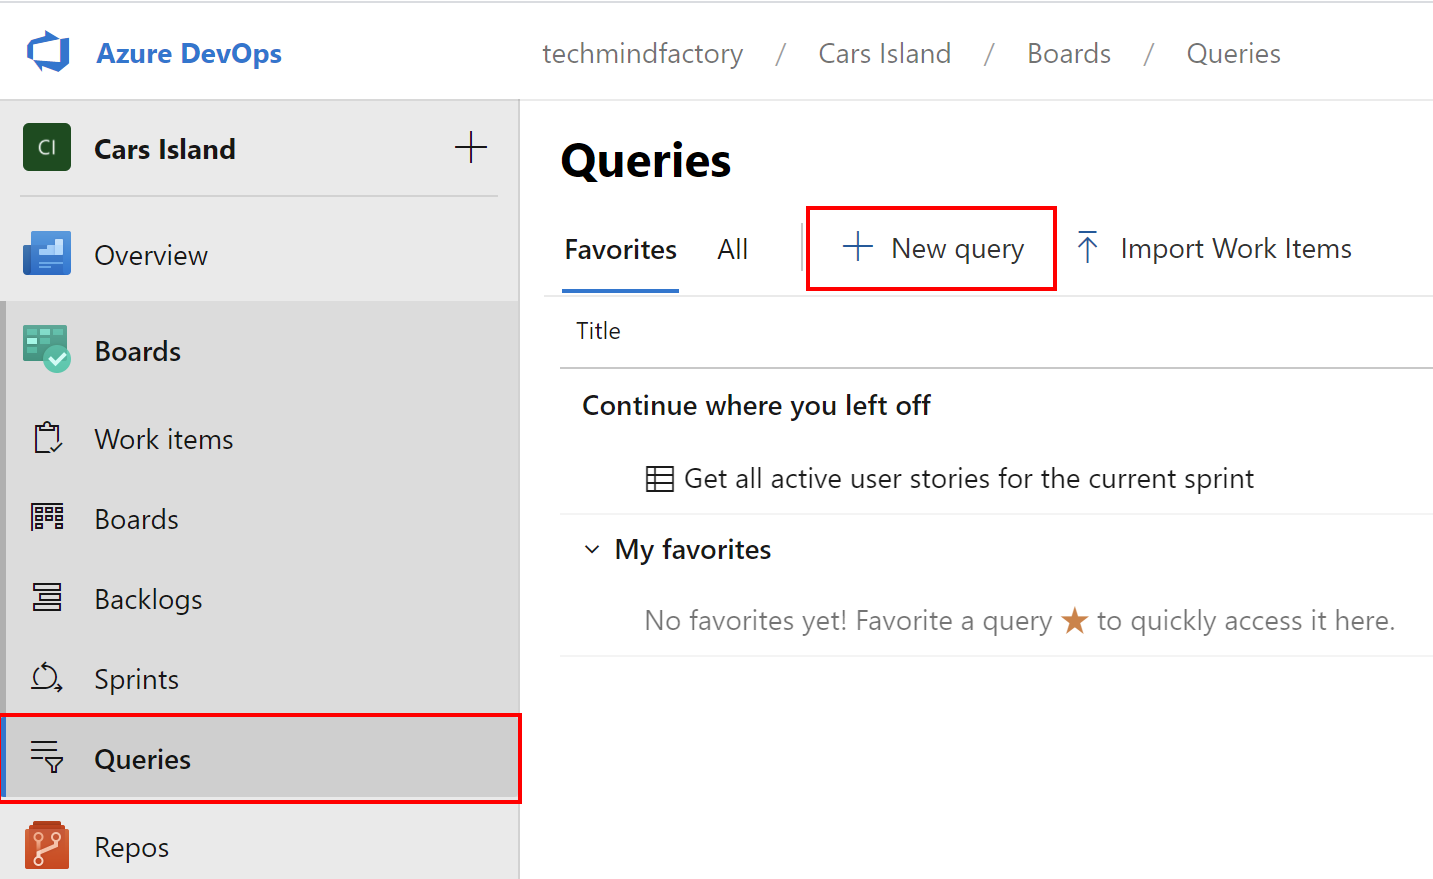 Azure DevOps
techmindfactory / Cars Island / Boards / Queries
CI Cars Island
Overview
Boards
Work items
Boards
Backlogs
Sprints
Queries
Repos
Queries
Favorites All New query Import Work Items
Title
Continue where you left off
Get all active user stories for the current sprint
My favorites
No favorites yet! Favorite a query ★ to quickly access it here.